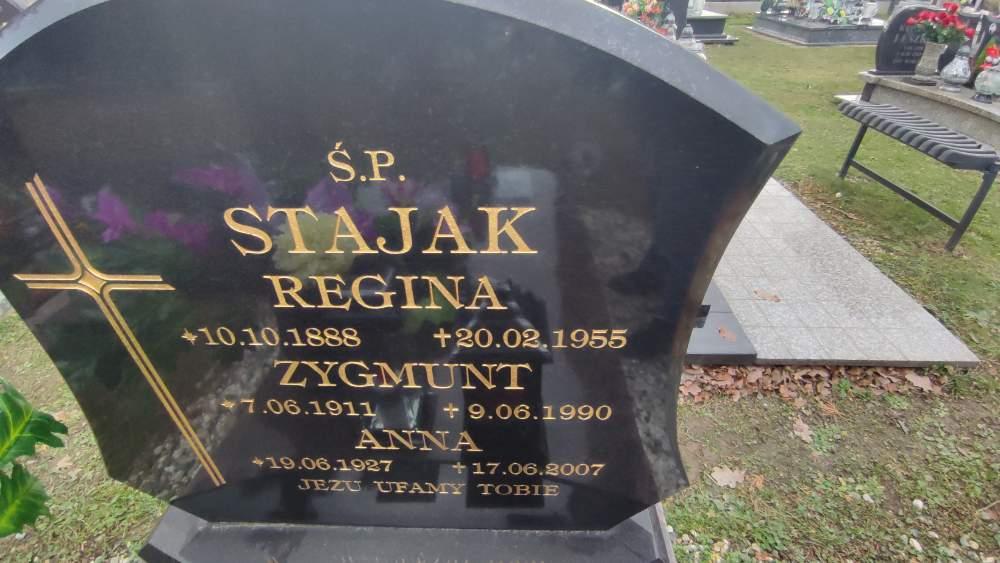 Ś.P.
STAJAK
REGINA
*10.10.1888 +20.02.1955
ZYGMUNT
*7.06.1911 +9.06.1990
ANNA
*19.06.1927 +17.06.2007
JEZU UFAMY TOBIE